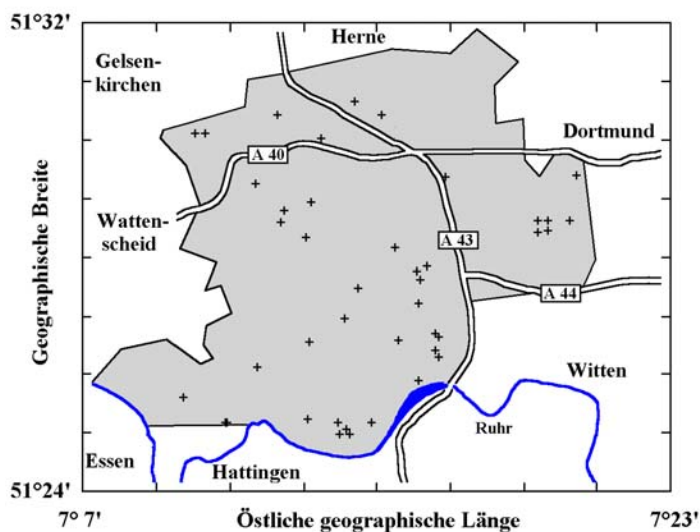 51°32'
Herne
Gelsen-
kirchen
Dortmund
A 40
Geographische Breite
Watten-
scheid
A 43
A 44
Witten
Ruhr
Essen
Hattingen
51°24'
7° 7'
Östliche geographische Länge
7°23'